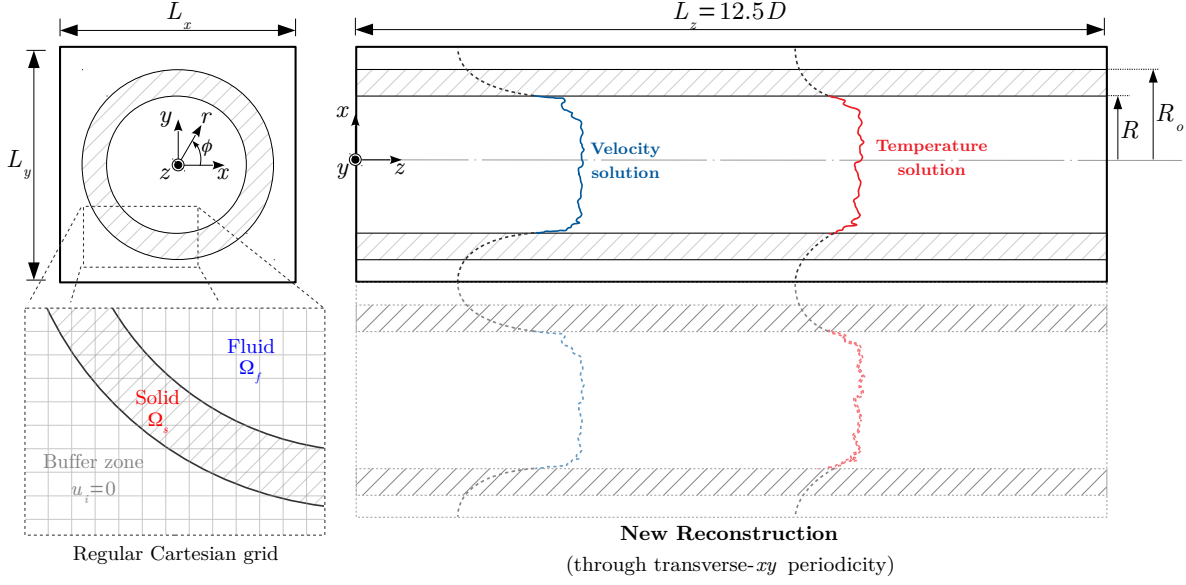 L_x
L_z = 12.5D
L_y
y
r
ϕ
z
x
x
y
z
Velocity
solution
Temperature
solution
R
R_o
Fluid
Ω_f
Solid
Ω_s
Buffer zone
u_i=0
Regular Cartesian grid
New Reconstruction
(through transverse-xy periodicity)